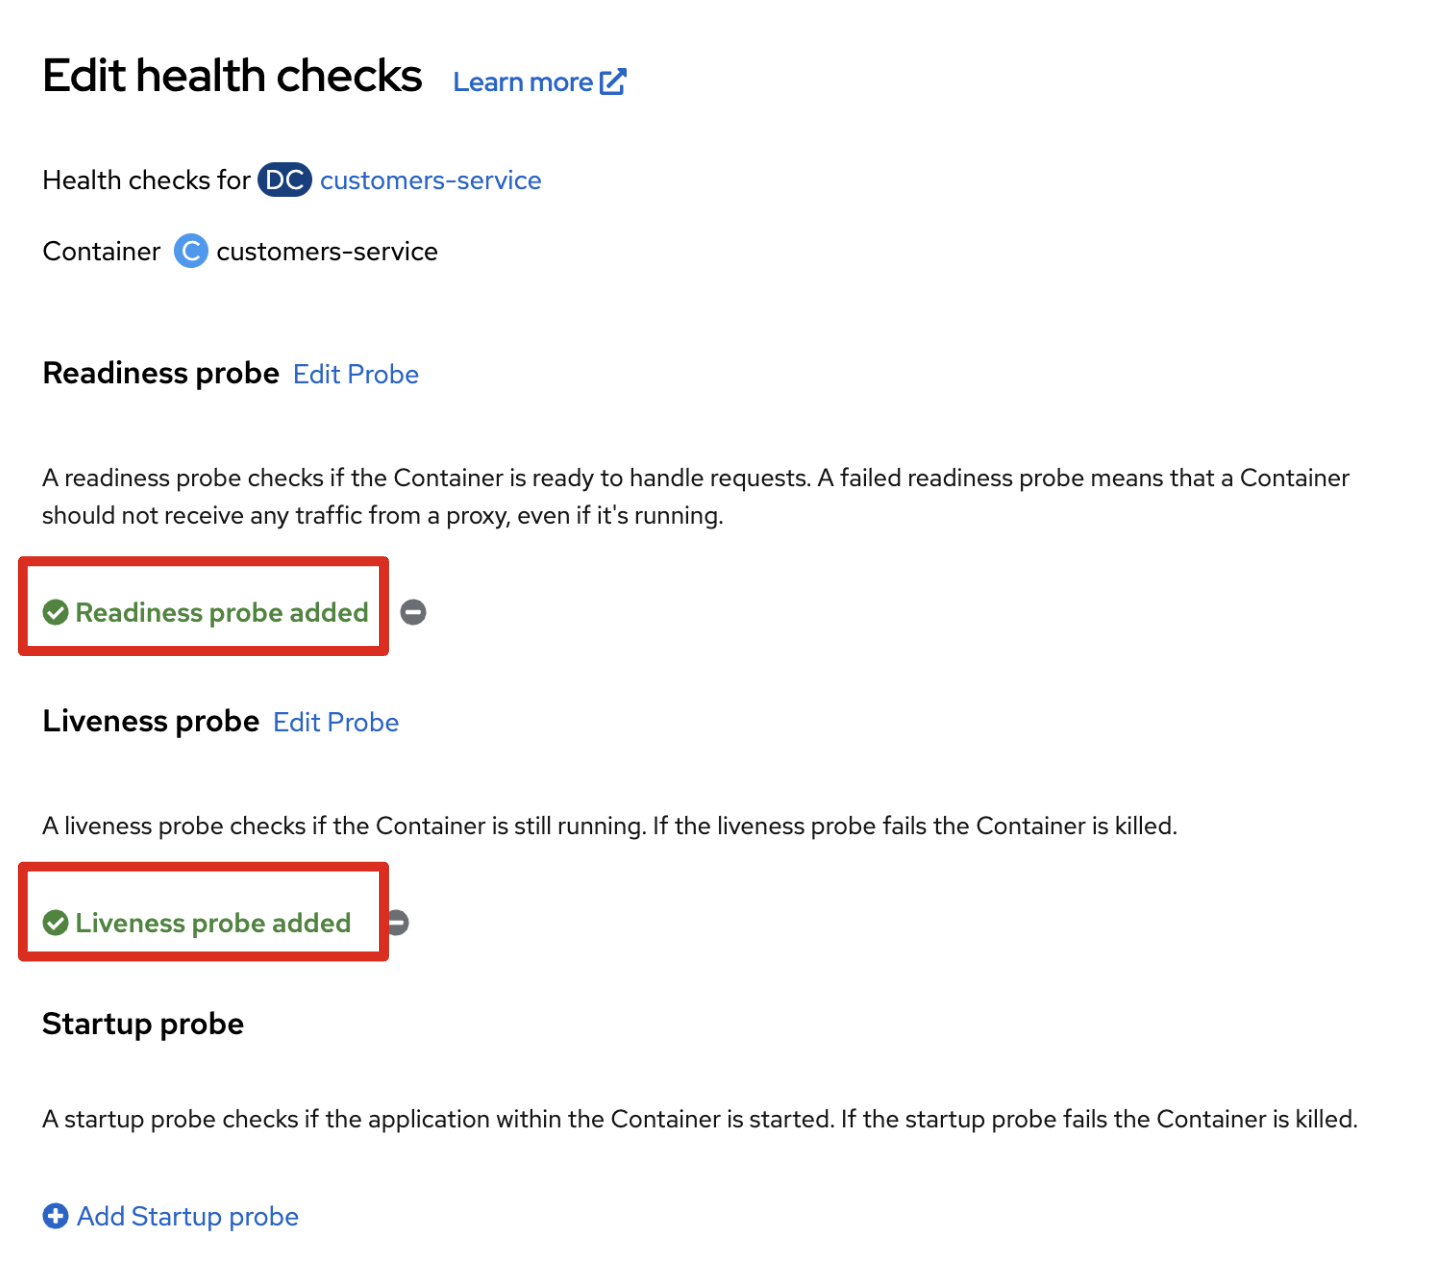 Edit health checks Learn more
Health checks for DC customers-service
Container C customers-service
Readiness probe Edit Probe
A readiness probe checks if the Container is ready to handle requests. A failed readiness probe means that a Container
should not receive any traffic from a proxy, even if it's running.
Readiness probe added
Liveness probe Edit Probe
A liveness probe checks if the Container is still running. If the liveness probe fails the Container is killed.
Liveness probe added
Startup probe
A startup probe checks if the application within the Container is started. If the startup probe fails the Container is killed.
Add Startup probe